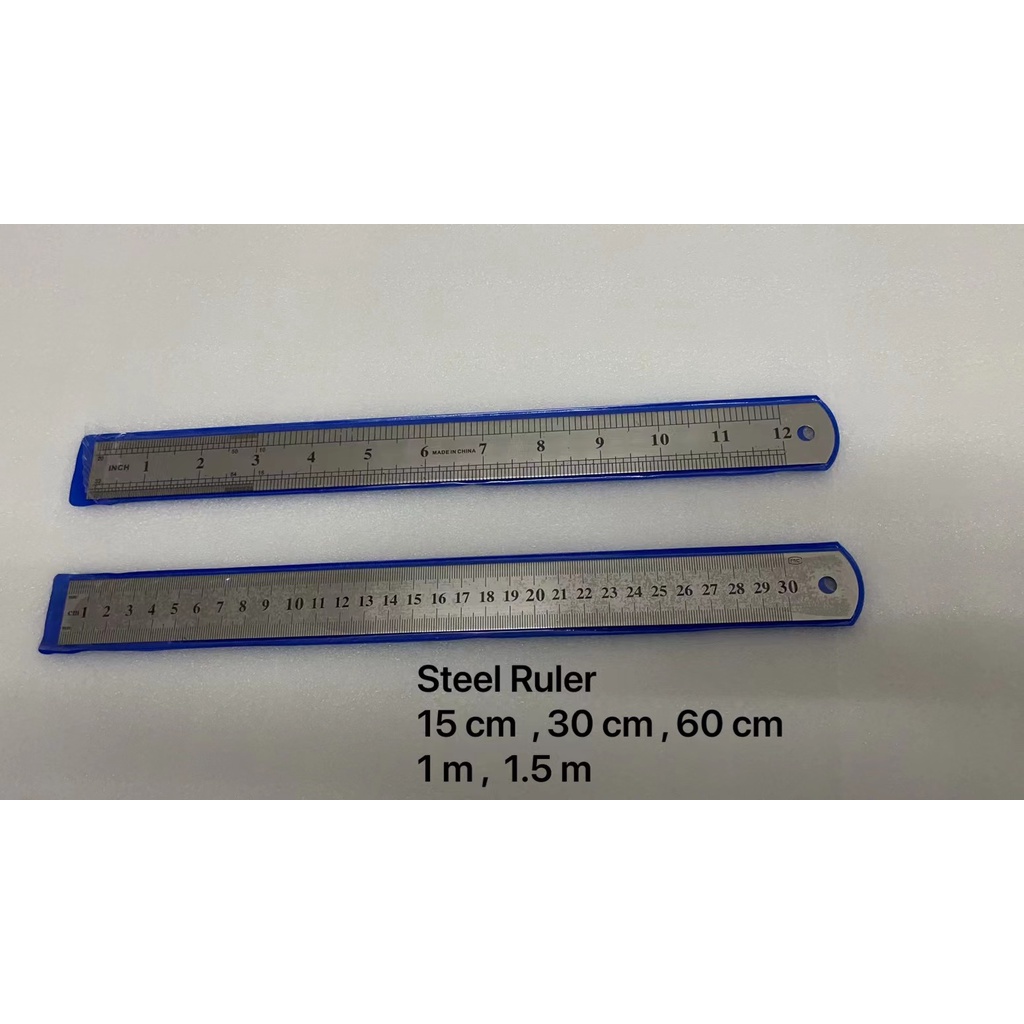 INCH 1 2 3 4 5 6 MADE IN CHINA 7 8 9 10 11 12
cm 1 2 3 4 5 6 7 8 9 10 11 12 13 14 15 16 17 18 19 20 21 22 23 24 25 26 27 28 29 30
Steel Ruler
15 cm , 30 cm , 60 cm
1 m , 1.5 m